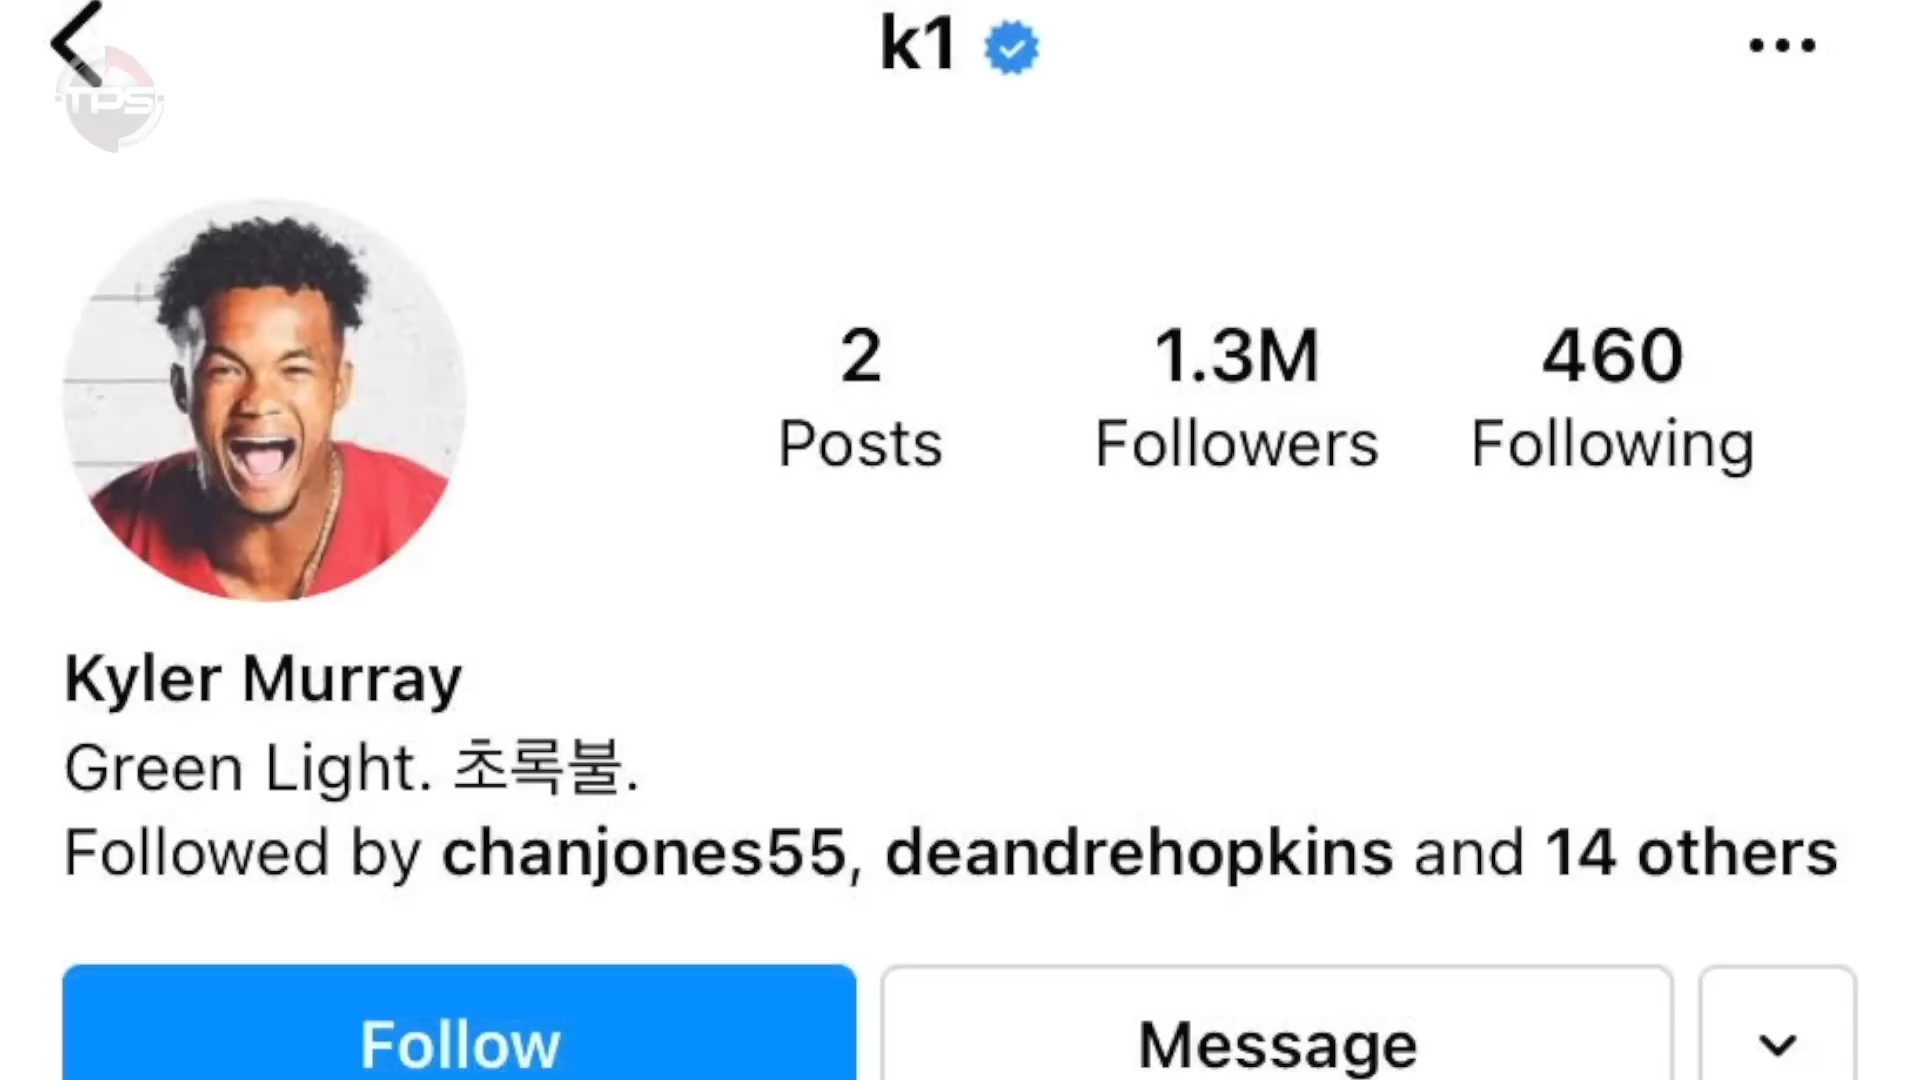 k1
TPS
2 1.3M 460
Posts Followers Following
Kyler Murray
Green Light. 초록불.
Followed by chanjones55, deandrehopkins and 14 others
Follow Message